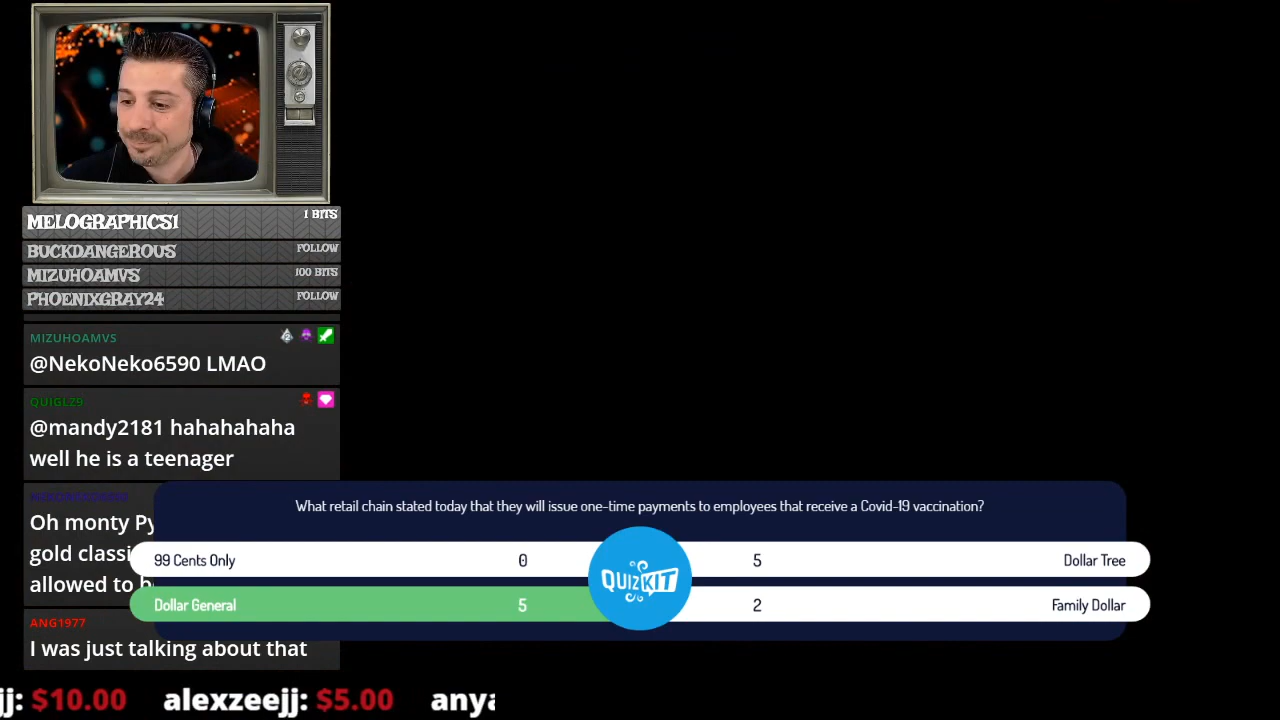 MELOGRAPHICS1 1 BITS
BUCKDANGEROUS FOLLOW
MIZUHOAMVS 100 BITS
PHOENIXGRAY24 FOLLOW
MIZUHOAMVS
@NekoNeko6590 LMAO
QUIGLZ9
@mandy2181 hahahahaha
well he is a teenager
Oh monty Py
gold classi
allowed to b
ANG1977
I was just talking about that
What retail chain stated today that they will issue one-time payments to employees that receive a Covid-19 vaccination?
99 Cents Only 0 5 Dollar Tree
QUIZKIT
Dollar General 5 2 Family Dollar
jj: $10.00 alexzeejj: $5.00 anya